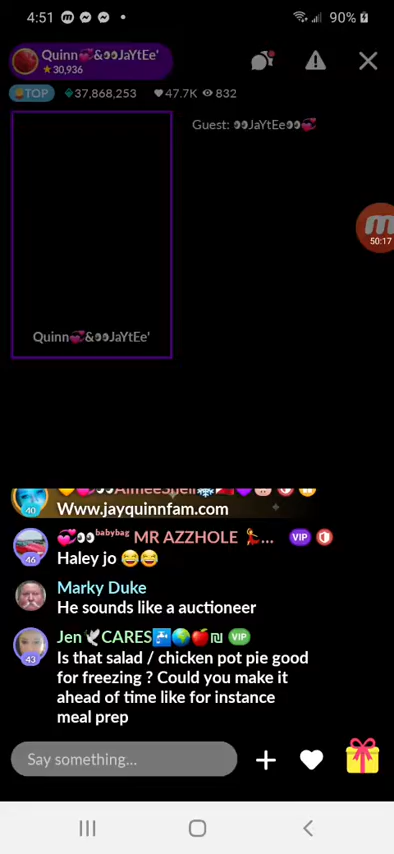 4:51
90%
Quinn💞&👀JaYtEe'
★30,936
TOP 37,868,253 47.7K 832
Guest: 👀JaYtEe👀💞
50:17
Quinn💞&👀JaYtEe'
40
Www.jayquinnfam.com
💞👀ᵇᵃᵇʸᵇᵃᵍ MR AZZHOLE 💃... VIP
46
Haley jo 😂😂
Marky Duke
He sounds like a auctioneer
Jen 🕊CARES🚰🌍🍎₪ VIP
43
Is that salad / chicken pot pie good
for freezing ? Could you make it
ahead of time like for instance
meal prep
Say something...